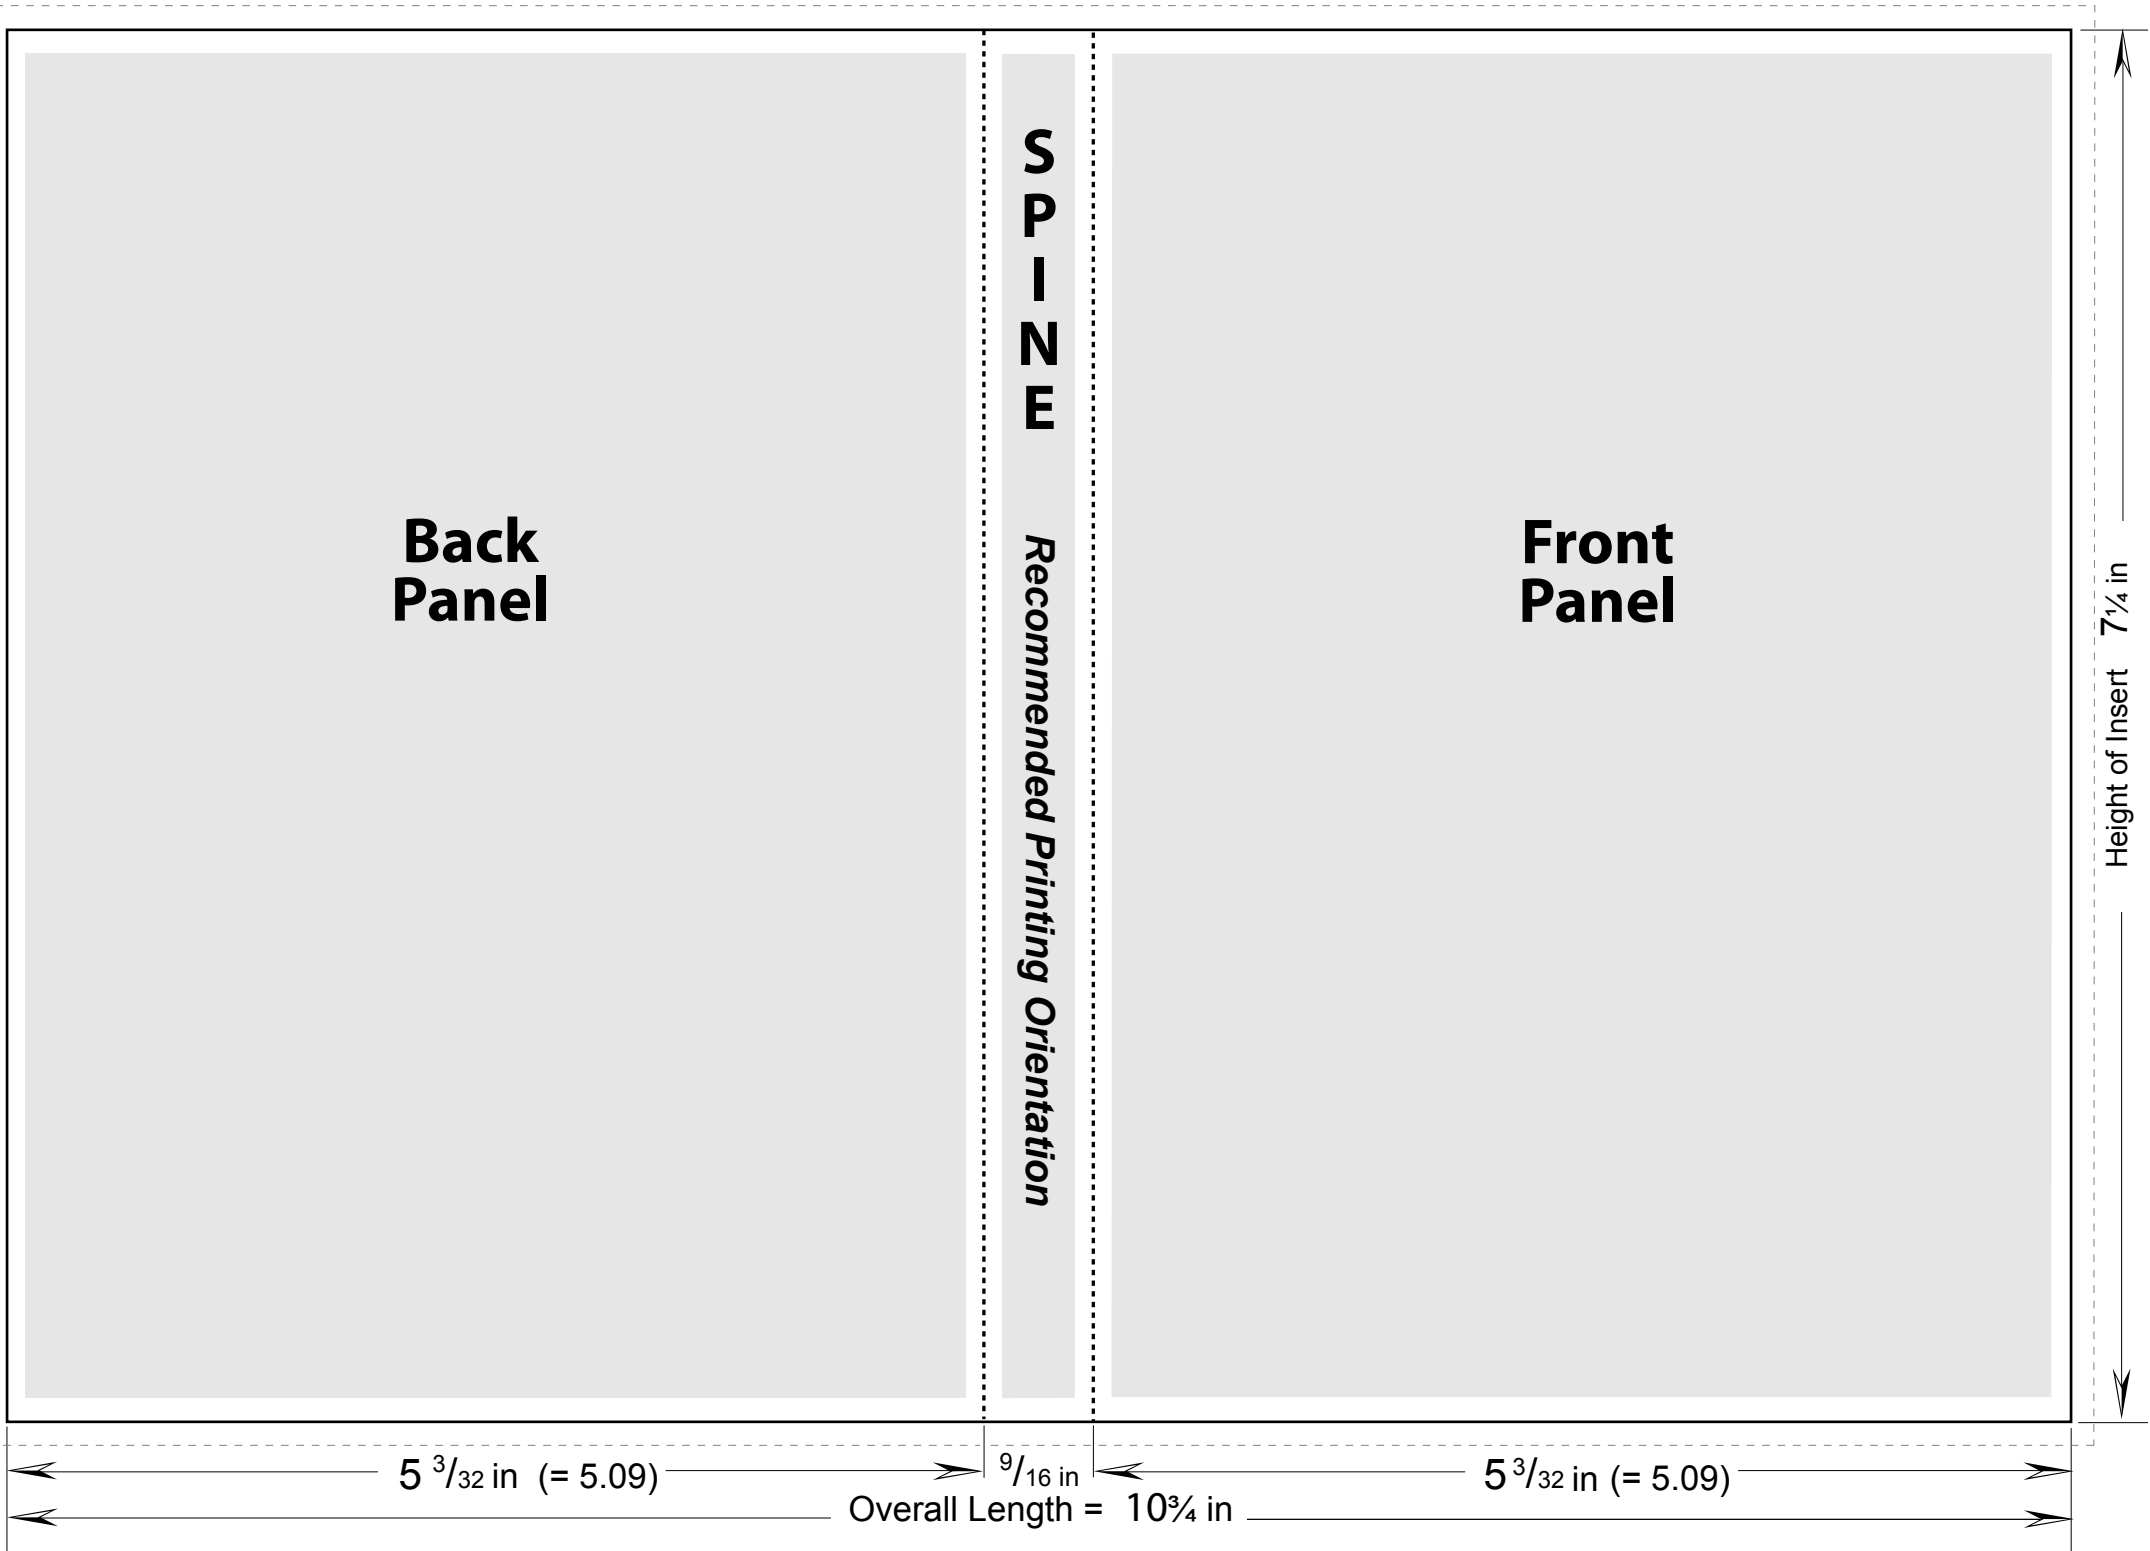 Back
Panel
S
P
I
N
E
Recommended Printing Orientation
Front
Panel
Height of Insert 7¼ in
5 3/32 in (= 5.09)
9/16 in
5 3/32 in (= 5.09)
Overall Length = 10¾ in